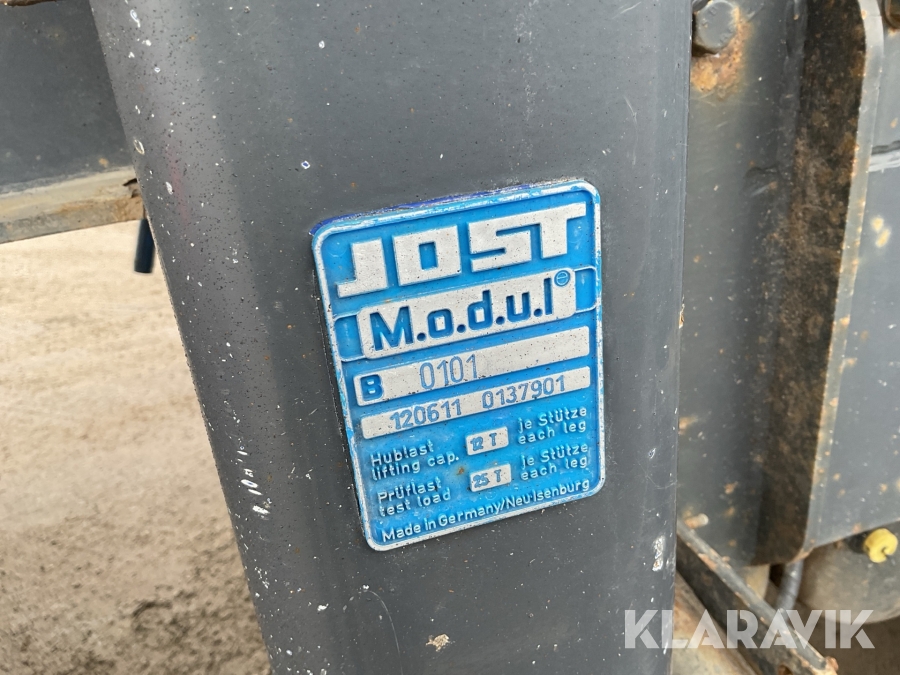 JOST
M.o.d.u.l
B 0101
120611 0137901
Hublast 12 T je Stütze
lifting cap. each leg
Prüflast 25 T je Stütze
test load each leg
Made in Germany/Neu Isenburg
KLARAVIK